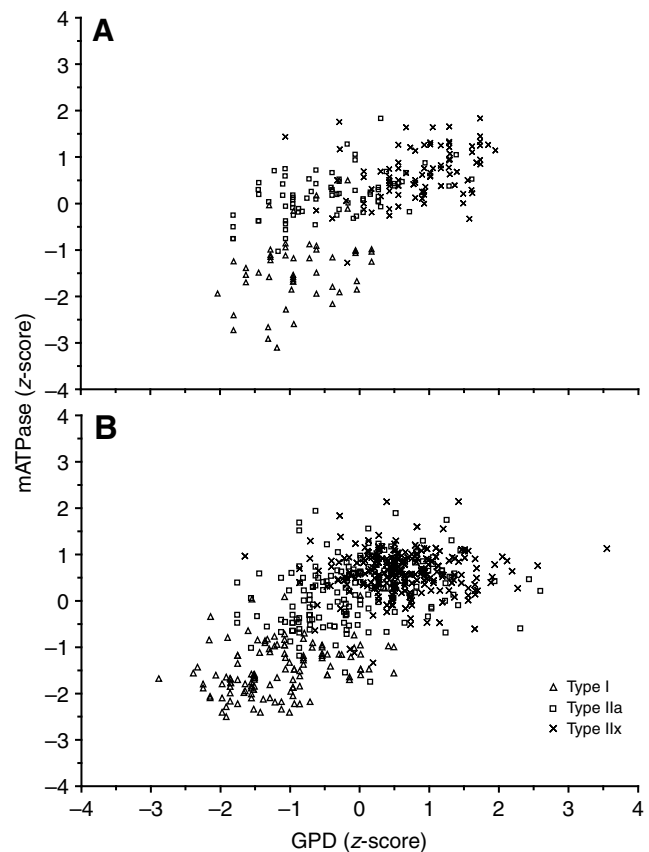 A
4
3
2
1
0
–1
–2
–3
–4
mATPase (z-score)
B
4
3
2
1
0
–1
–2
–3
–4
Type I
Type IIa
Type IIx
–4 –3 –2 –1 0 1 2 3 4
GPD (z-score)